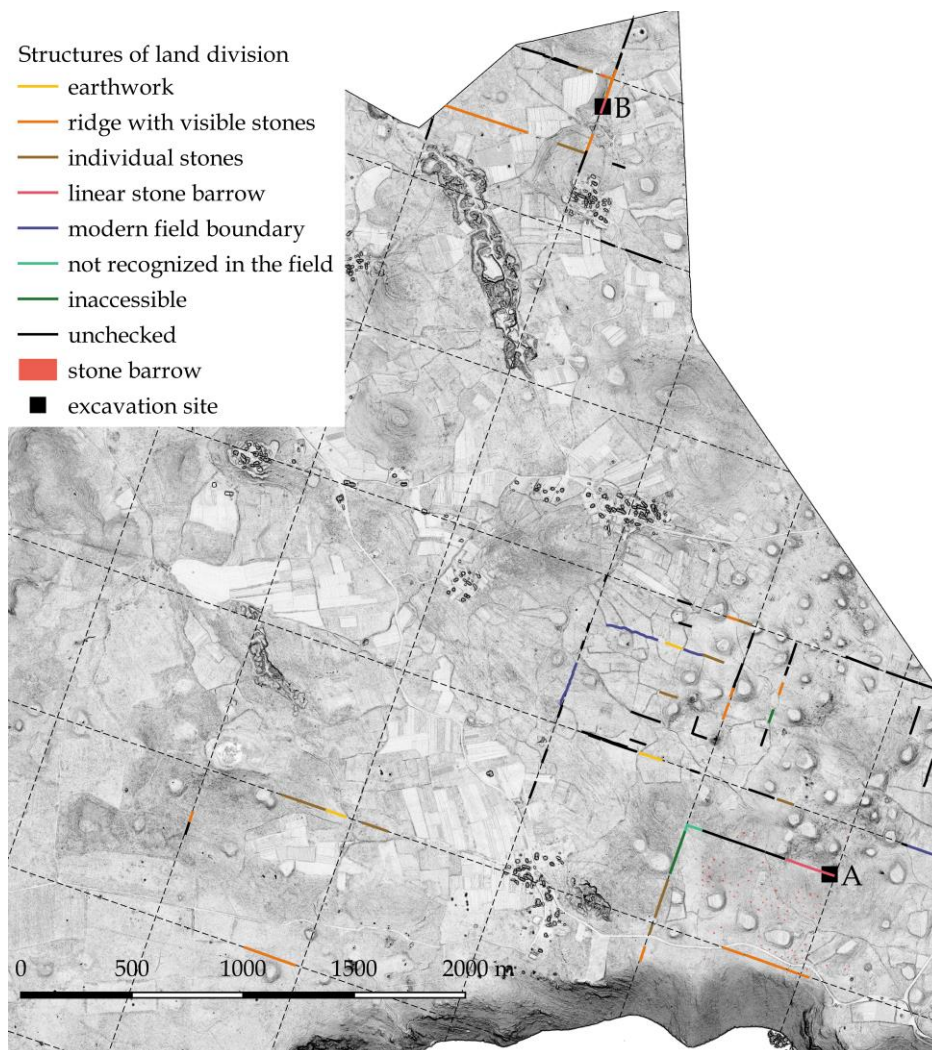 Structures of land division
earthwork
ridge with visible stones
individual stones
linear stone barrow
modern field boundary
not recognized in the field
inaccessible
unchecked
stone barrow
excavation site
B
A
0 500 1000 1500 2000 m